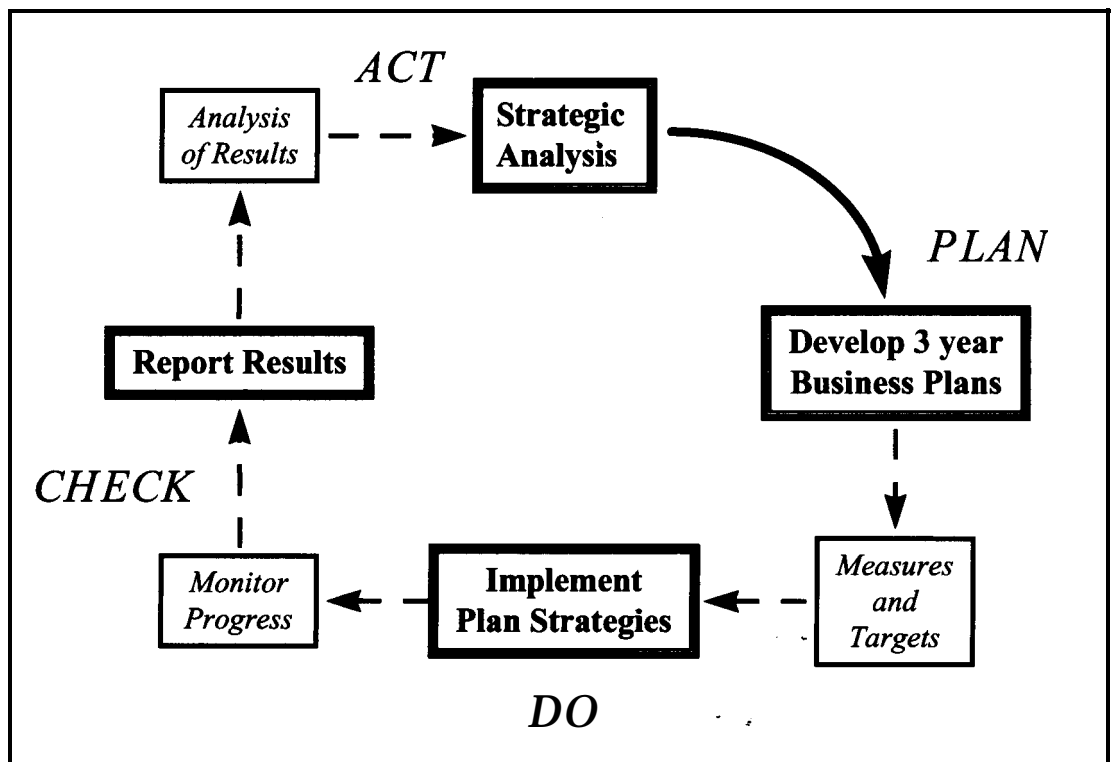 ACT
Analysis
of Results
Strategic
Analysis
PLAN
Develop 3 year
Business Plans
Report Results
CHECK
Measures
and
Targets
Implement
Plan Strategies
Monitor
Progress
DO